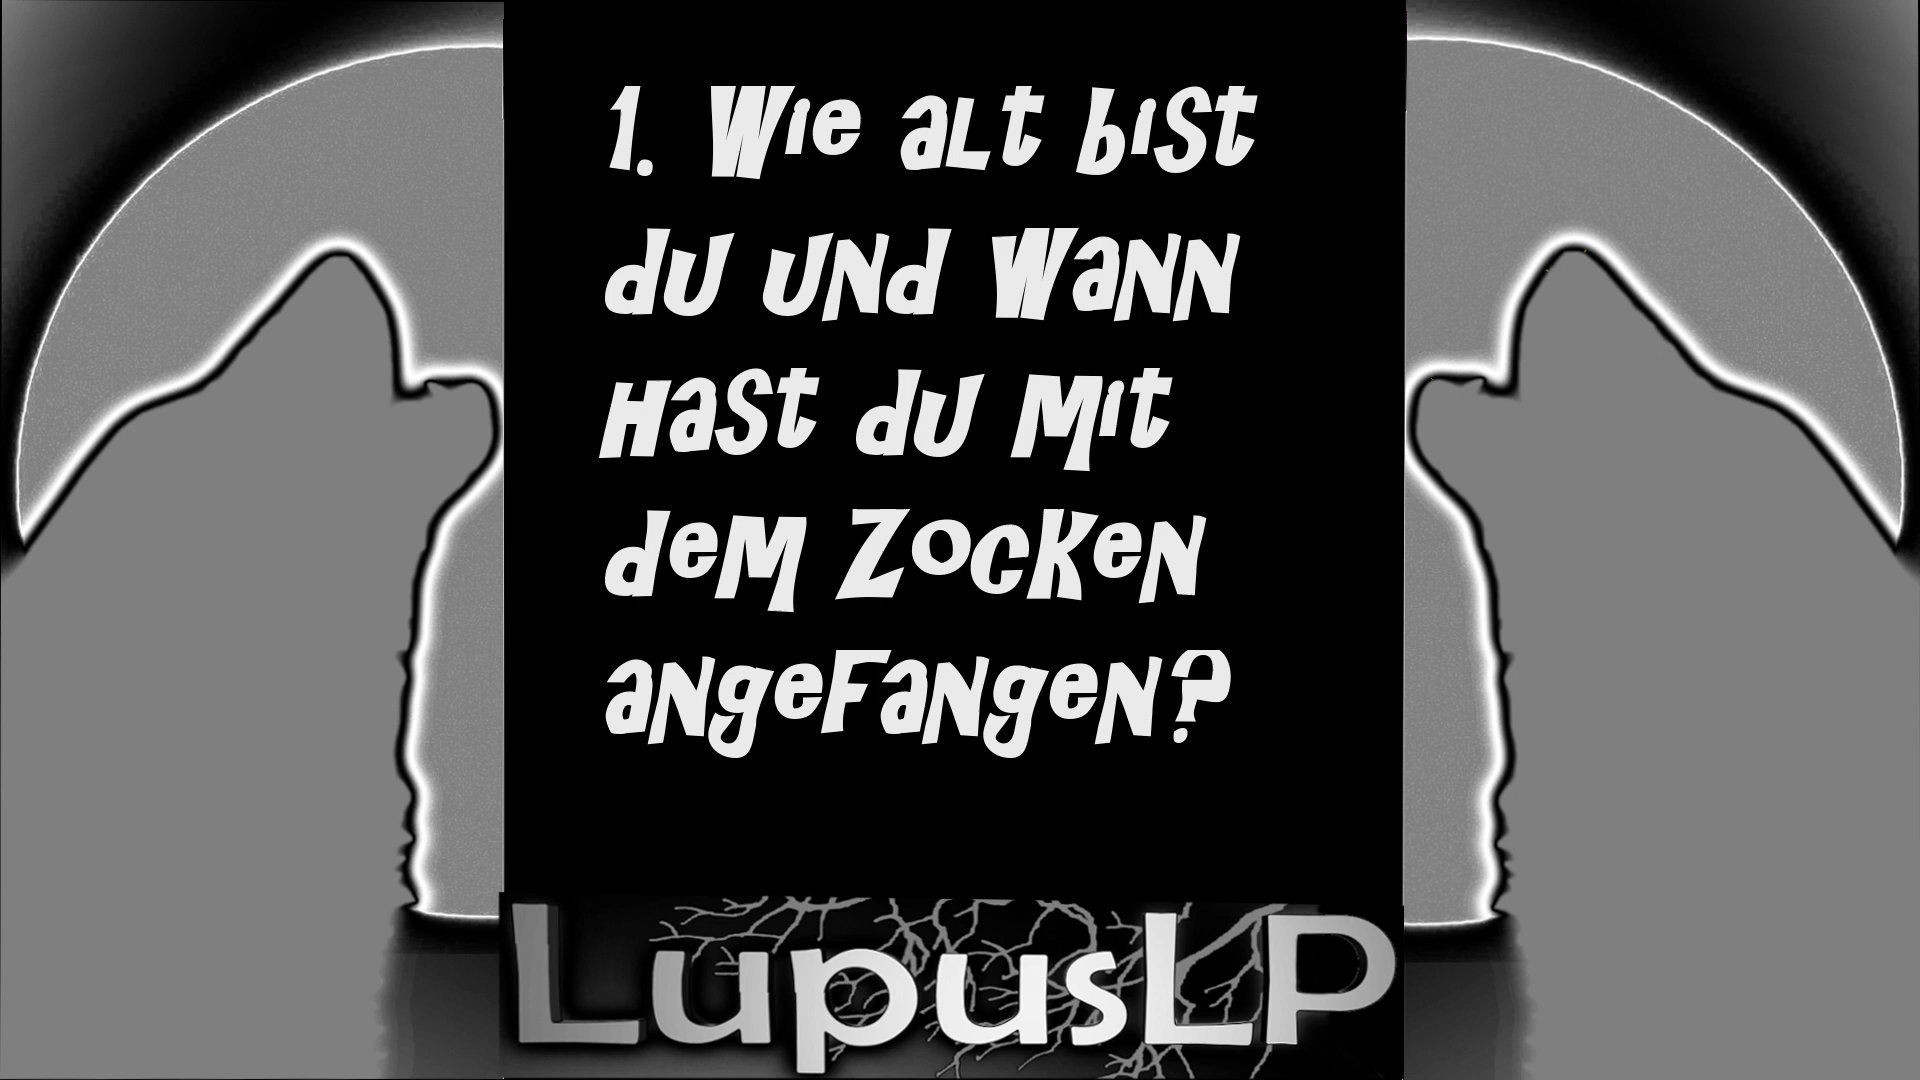 1. Wie alt bist
du und wann
hast du mit
dem Zocken
angefangen?
LupusLP